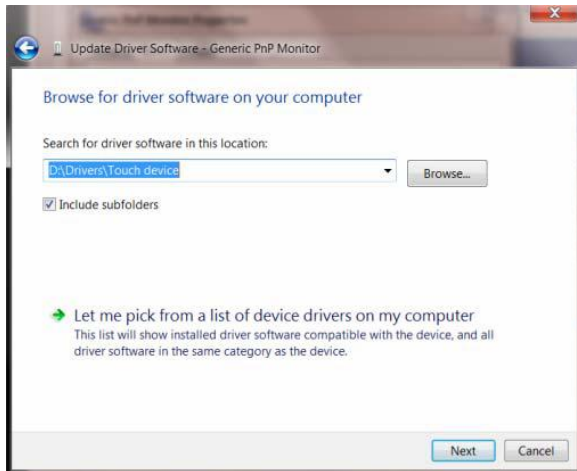 Update Driver Software - Generic PnP Monitor
Browse for driver software on your computer
Search for driver software in this location:
D:\Drivers\Touch device
Browse...
Include subfolders
Let me pick from a list of device drivers on my computer
This list will show installed driver software compatible with the device, and all
driver software in the same category as the device.
Next
Cancel